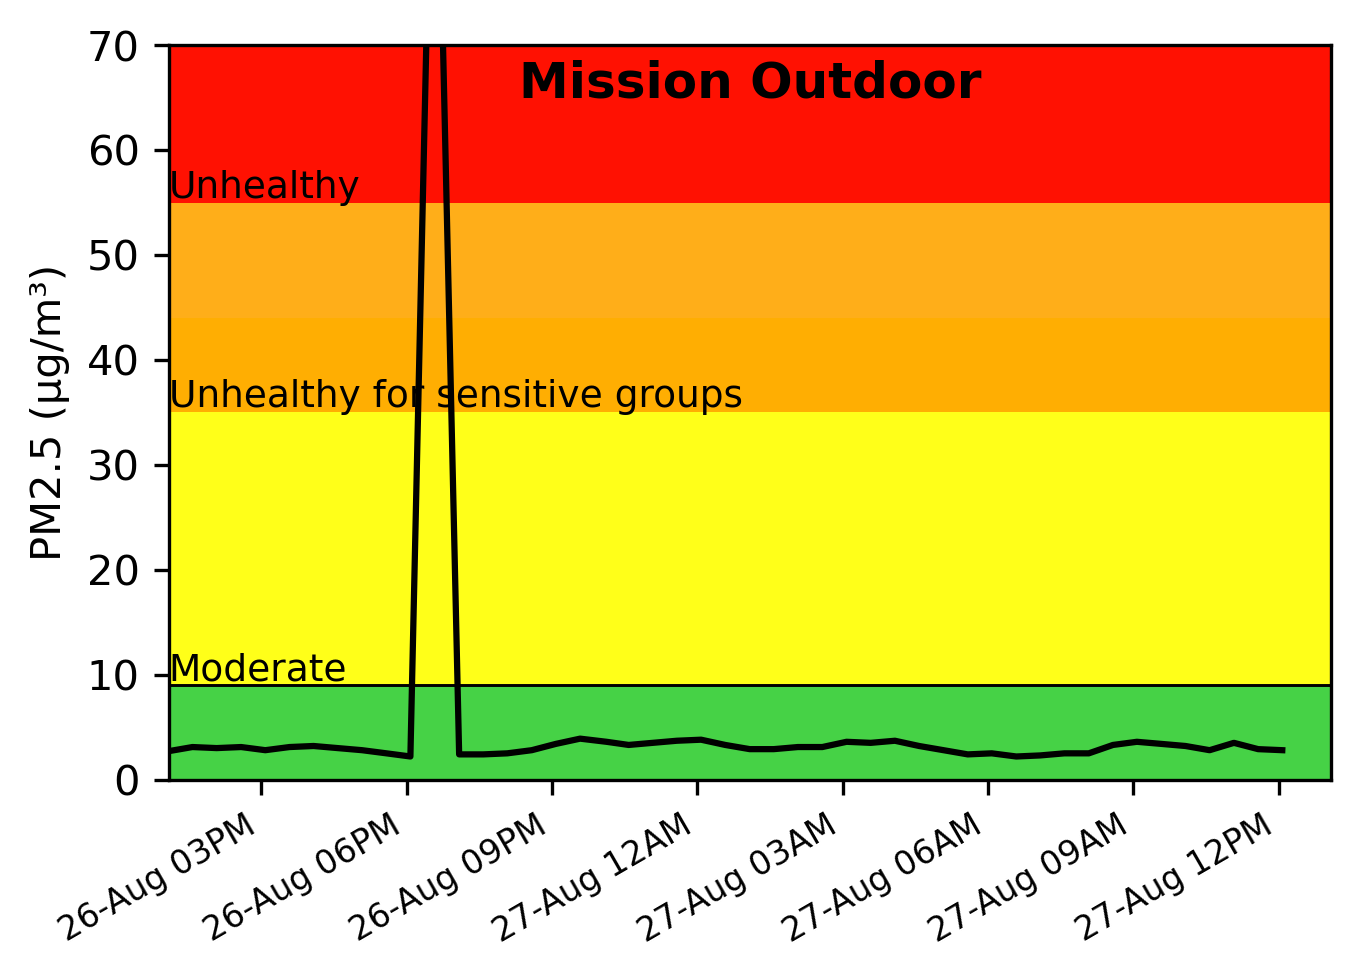 Mission Outdoor
PM2.5 (µg/m³)
70
60
50
40
30
20
10
0
Unhealthy
Unhealthy for sensitive groups
Moderate
26-Aug 03PM
26-Aug 06PM
26-Aug 09PM
27-Aug 12AM
27-Aug 03AM
27-Aug 06AM
27-Aug 09AM
27-Aug 12PM